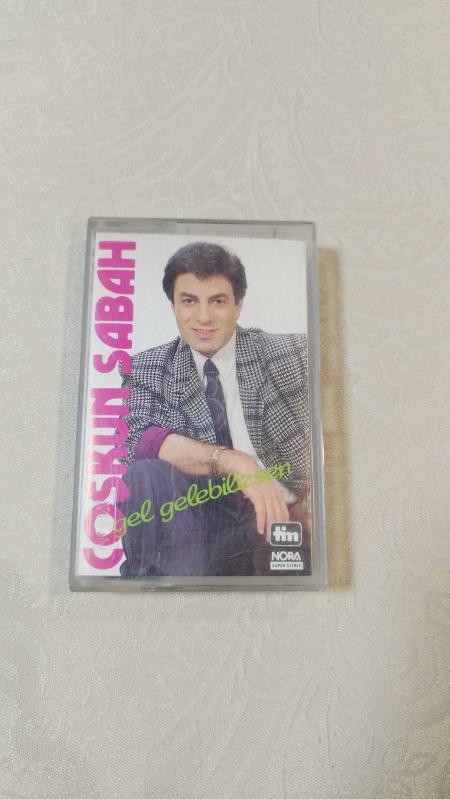 COŞKUN SABAH
gel gelebilirsen
tim
NORA
SUPER STEREO